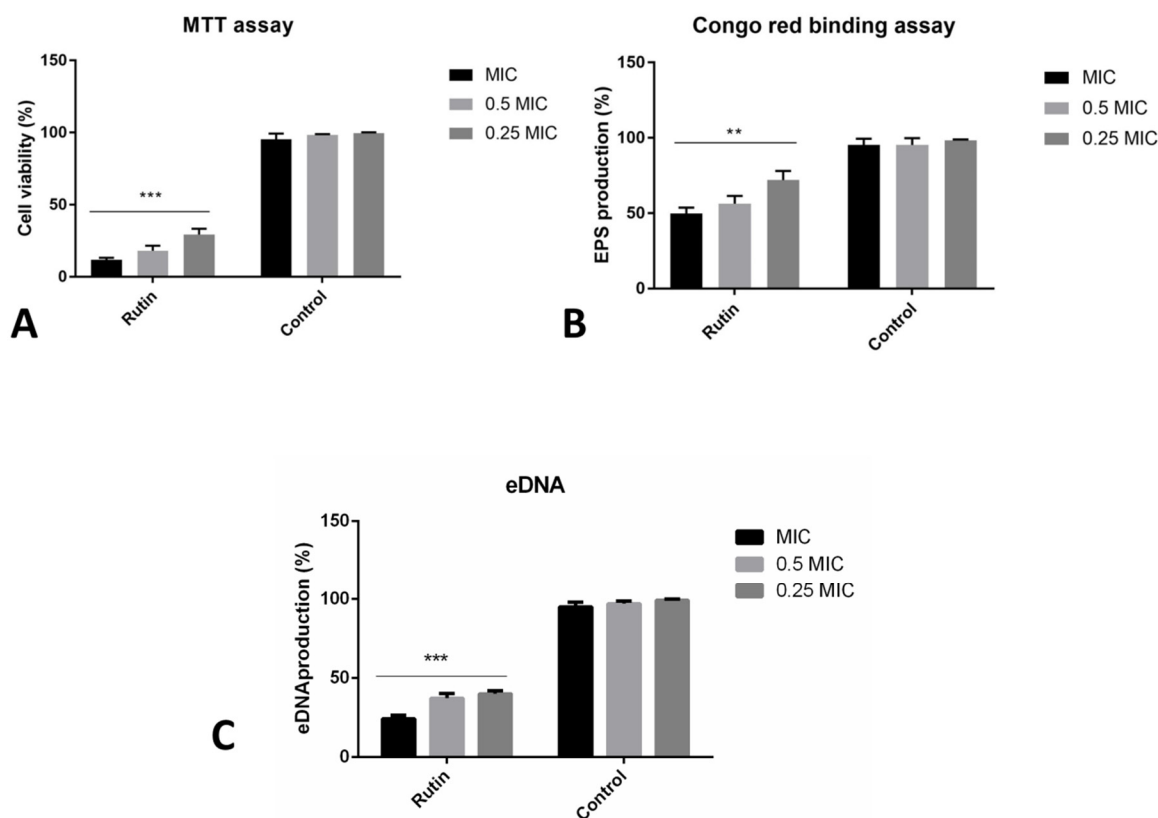 MTT assay
150
100
50
0
Cell viability (%)
***
Rutin
Control
MIC
0.5 MIC
0.25 MIC
A
Congo red binding assay
150
100
50
0
EPS production (%)
**
Rutin
Control
MIC
0.5 MIC
0.25 MIC
B
eDNA
150
100
50
0
eDNAproduction (%)
***
Rutin
Control
MIC
0.5 MIC
0.25 MIC
C